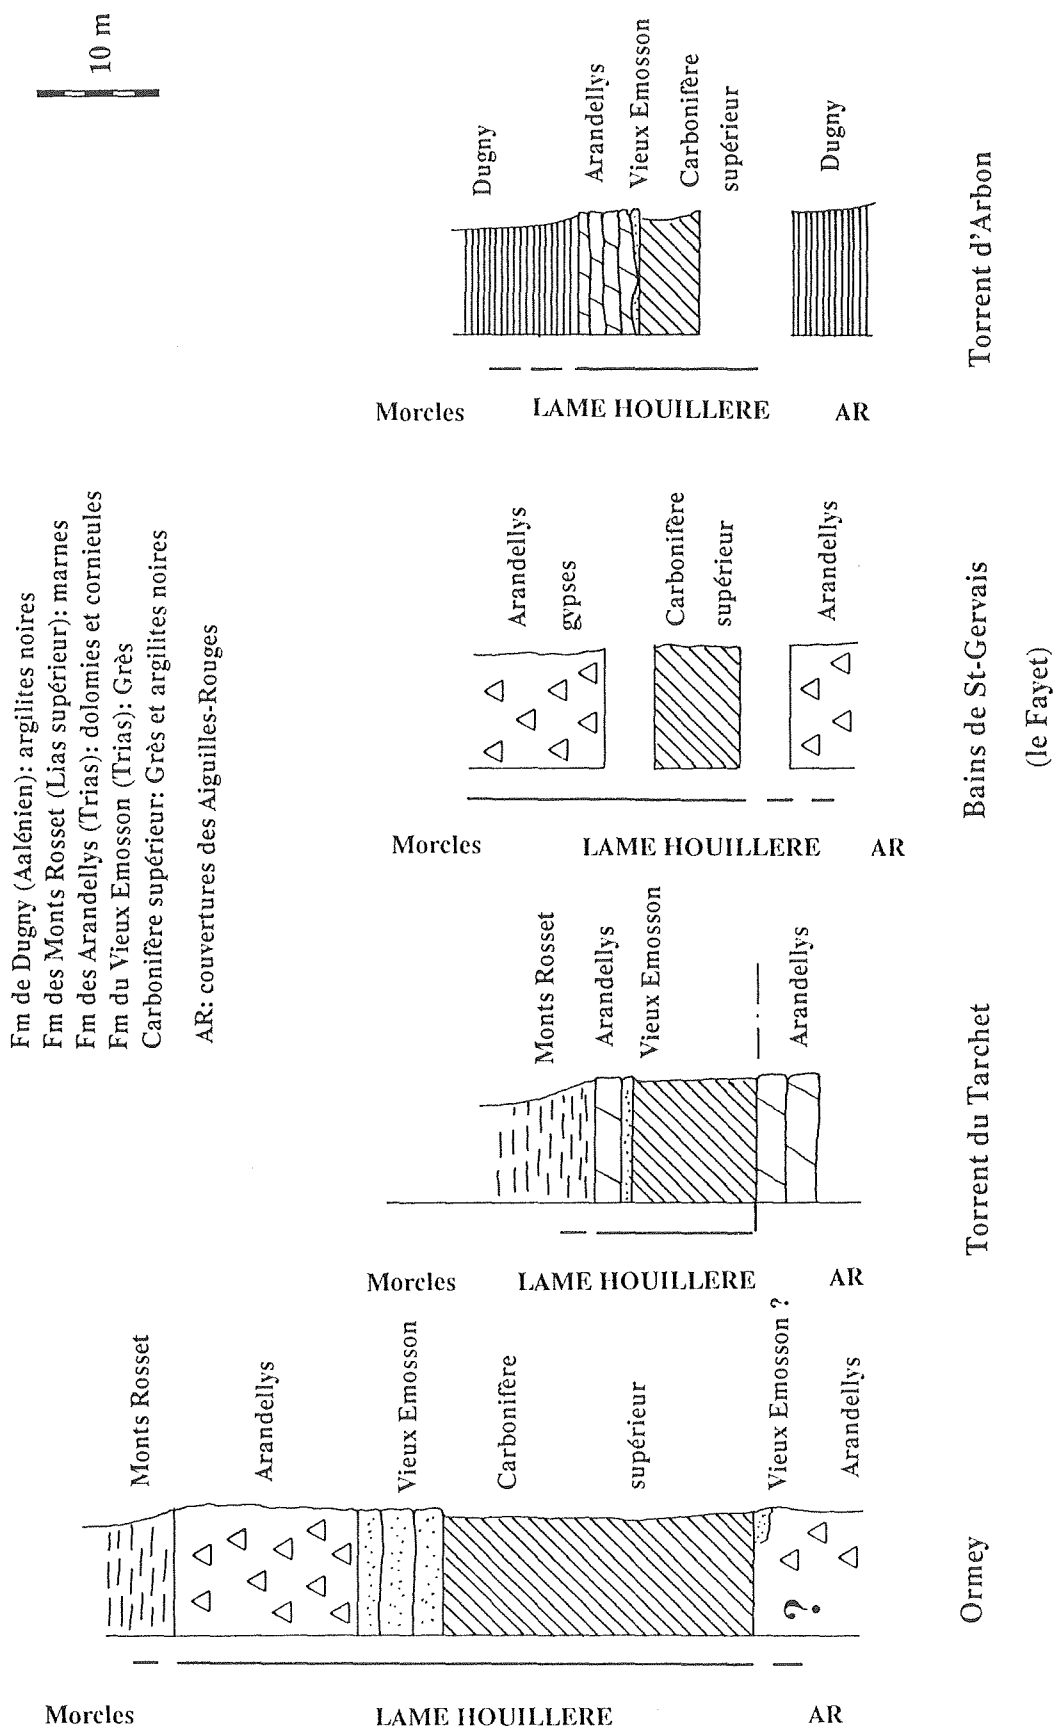 10 m
Fm de Dugny (Aalénien): argilites noires
Fm des Monts Rosset (Lias supérieur): marnes
Fm des Arandellys (Trias): dolomies et cornieules
Fm du Vieux Emosson (Trias): Grès
Carbonifère supérieur: Grès et argilites noires
AR: couvertures des Aiguilles-Rouges
Morcles
LAME HOUILLERE
AR
Monts Rosset
Arandellys
Vieux Emosson
Carbonifère
supérieur
Vieux Emosson ?
Arandellys
?
Ormey
Morcles
LAME HOUILLERE
AR
Monts Rosset
Arandellys
Vieux Emosson
Arandellys
Torrent du Tarchet
Morcles
LAME HOUILLERE
AR
Arandellys
gypses
Carbonifère
supérieur
Arandellys
Bains de St-Gervais
(le Fayet)
Morcles
LAME HOUILLERE
AR
Dugny
Arandellys
Vieux Emosson
Carbonifère
supérieur
Dugny
Torrent d'Arbon